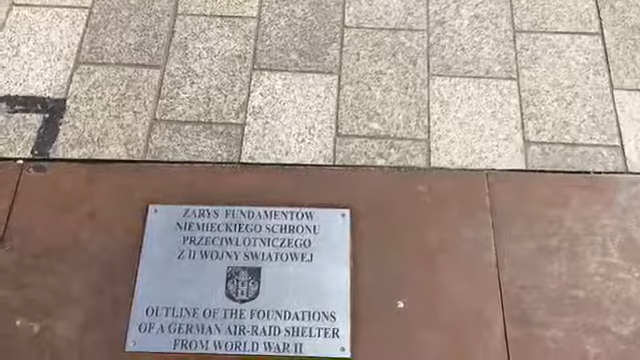 ZARYS FUNDAMENTÓW
NIEMIECKIEGO SCHRONU
PRZECIWLOTNICZEGO
Z II WOJNY ŚWIATOWEJ
OUTLINE OF THE FOUNDATIONS
OF A GERMAN AIR-RAID SHELTER
FROM WORLD WAR II